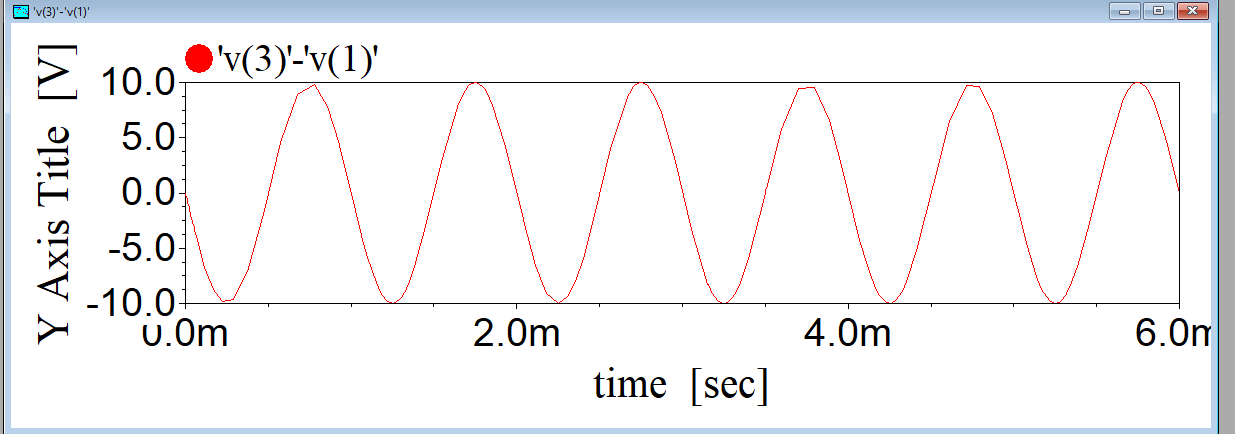 'v(3)'-'v(1)'
'v(3)'-'v(1)'
Y Axis Title [V]
10.0
5.0
0.0
-5.0
-10.0
0.0m 2.0m 4.0m 6.0m
time [sec]